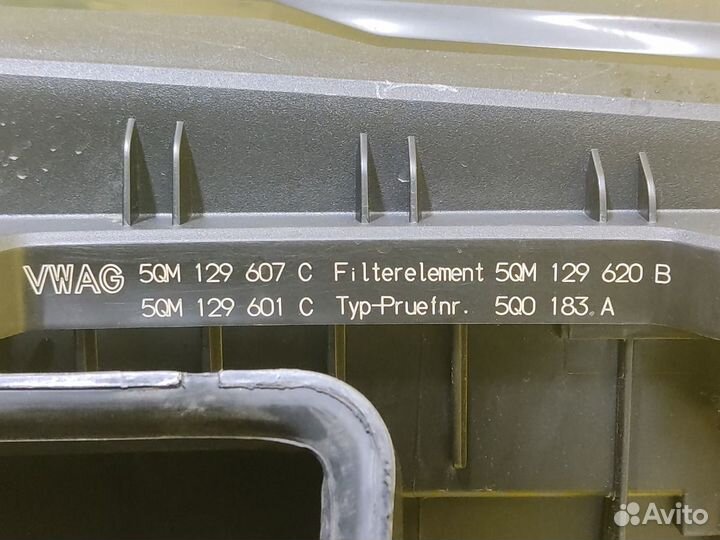 VWAG 5QM 129 607 C Filterelement 5QM 129 620 B
5QM 129 601 C Typ-Pruefnr. 5Q0 183 A
Avito